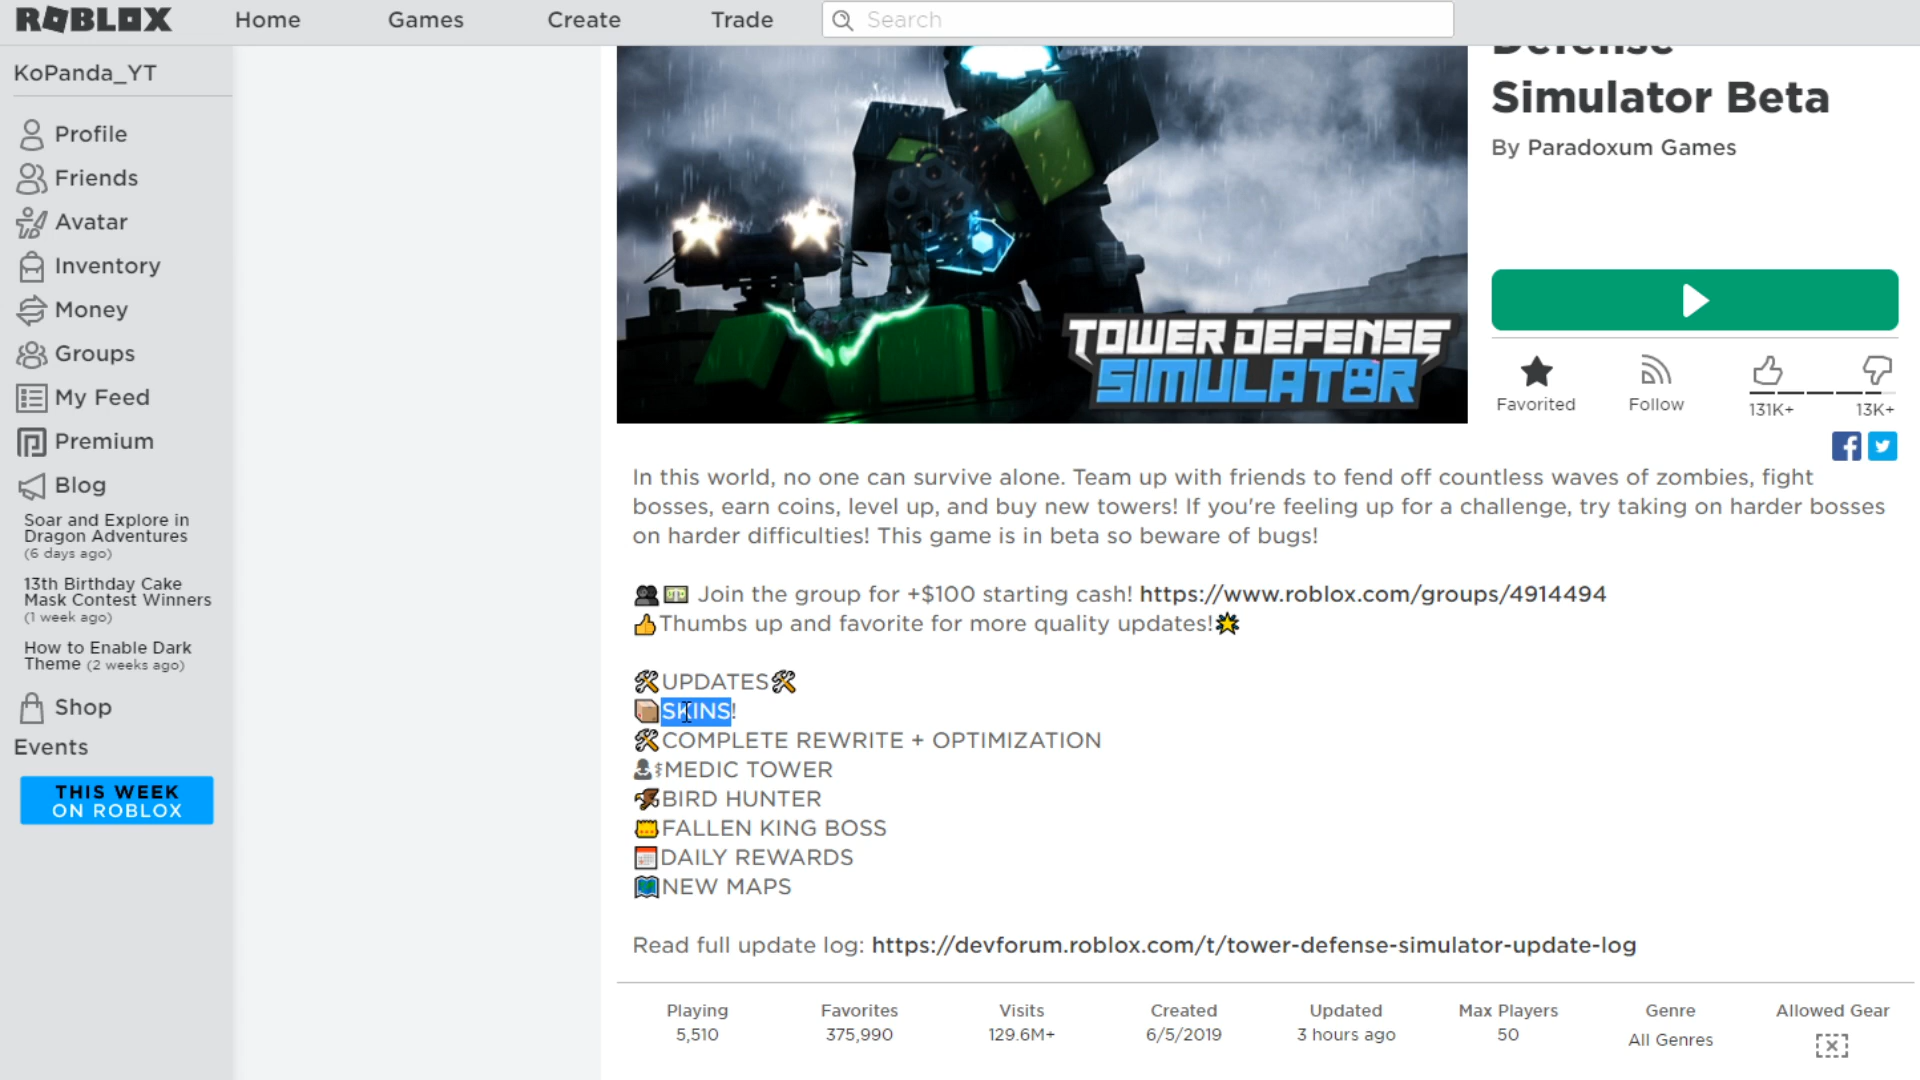 ROBLOX
Home
Games
Create
Trade
Search
KoPanda_YT
Profile
Friends
Avatar
Inventory
Money
Groups
My Feed
Premium
Blog
Soar and Explore in
Dragon Adventures
(6 days ago)
13th Birthday Cake
Mask Contest Winners
(1 week ago)
How to Enable Dark
Theme (2 weeks ago)
Shop
Events
THIS WEEK
ON ROBLOX
TOWER DEFENSE
SIMULATOR
Defense
Simulator Beta
By Paradoxum Games
Favorited
Follow
131K+
13K+
In this world, no one can survive alone. Team up with friends to fend off countless waves of zombies, fight
bosses, earn coins, level up, and buy new towers! If you're feeling up for a challenge, try taking on harder bosses
on harder difficulties! This game is in beta so beware of bugs!
👥💵 Join the group for +$100 starting cash! https://www.roblox.com/groups/4914494
👍Thumbs up and favorite for more quality updates!🌟
🛠UPDATES🛠
📦SKINS!
🛠COMPLETE REWRITE + OPTIMIZATION
MEDIC TOWER
🦅BIRD HUNTER
👑FALLEN KING BOSS
📅DAILY REWARDS
🗺NEW MAPS
Read full update log: https://devforum.roblox.com/t/tower-defense-simulator-update-log
Playing
5,510
Favorites
375,990
Visits
129.6M+
Created
6/5/2019
Updated
3 hours ago
Max Players
50
Genre
All Genres
Allowed Gear